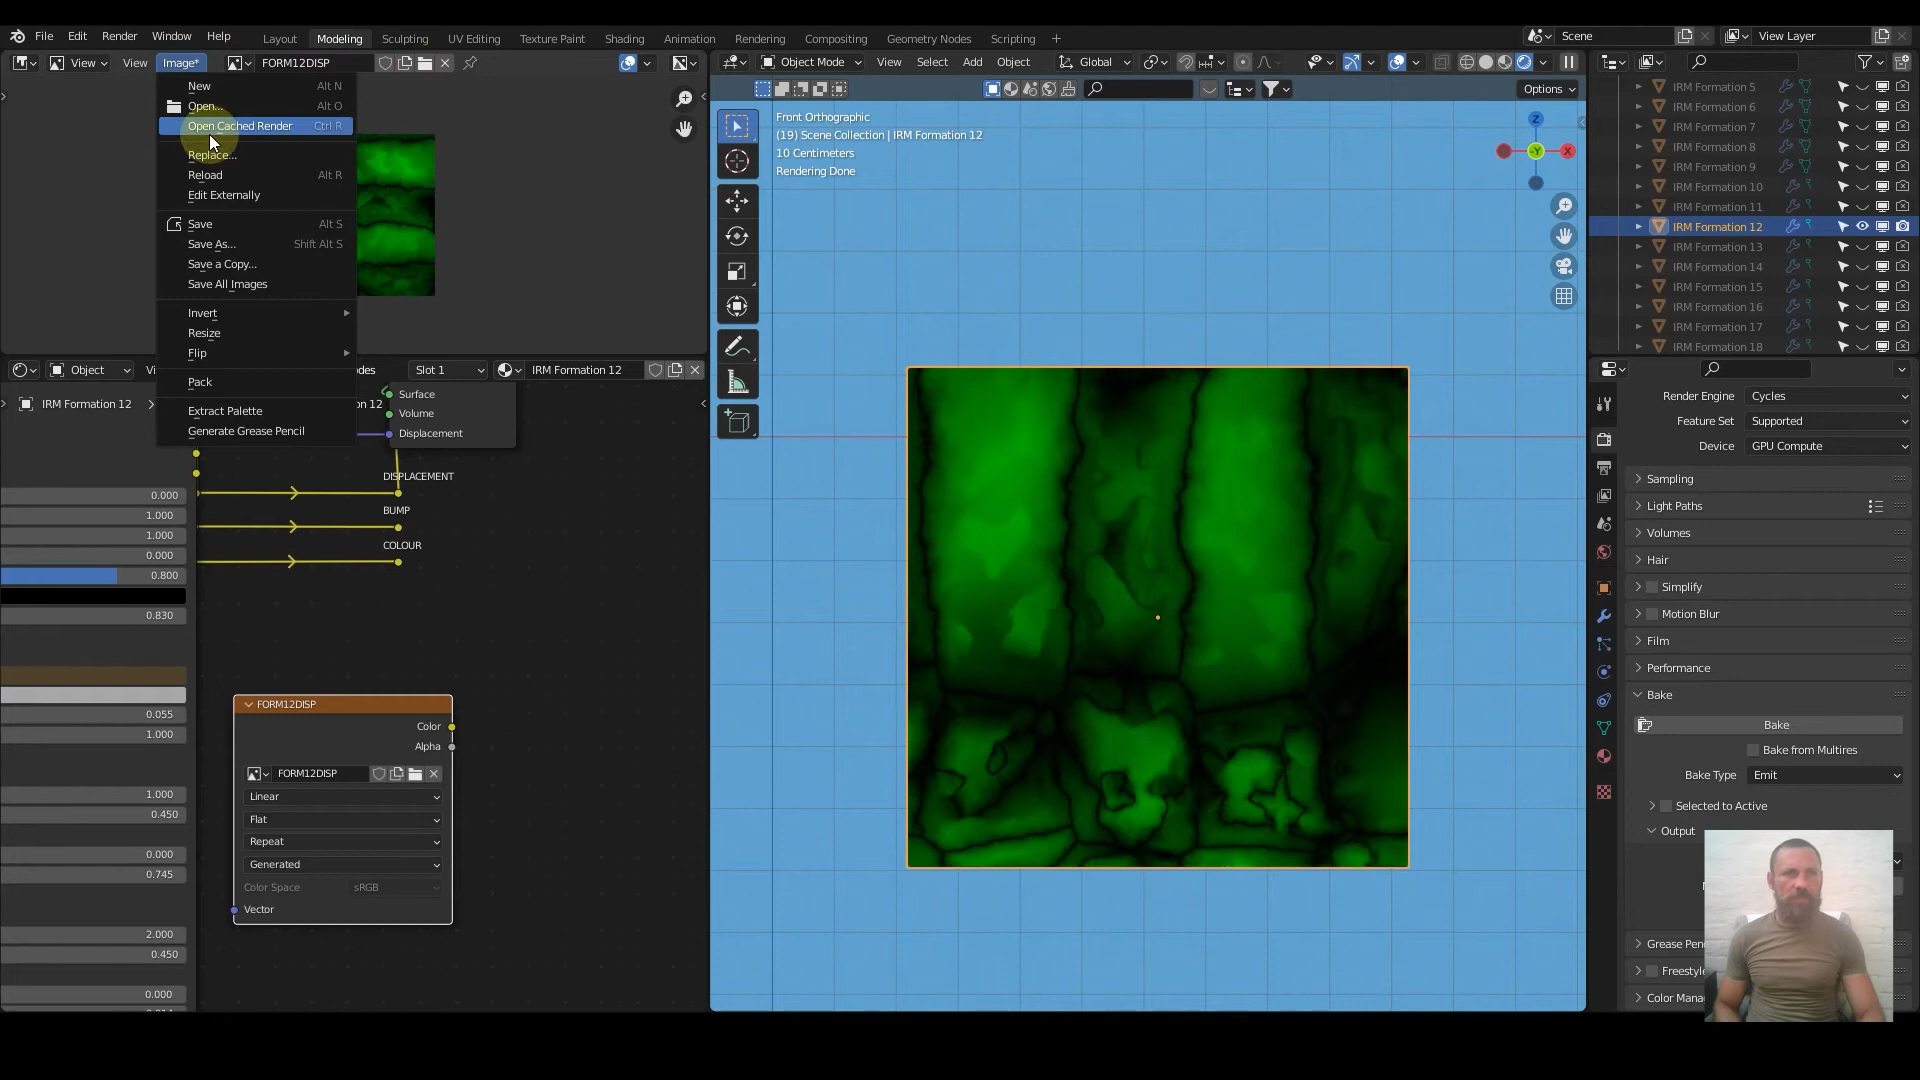 File Edit Render Window Help Layout Modeling Sculpting UV Editing Texture Paint Shading Animation Rendering Compositing Geometry Nodes Scripting + Scene View Layer
View View Image* FORM12DISP Object Mode View Select Add Object Global
New Alt N
Open... Alt O
Open Cached Render Ctrl R
Replace...
Reload Alt R
Edit Externally
Save Alt S
Save As... Shift Alt S
Save a Copy...
Save All Images
Invert
Resize
Flip
Pack
Extract Palette
Generate Grease Pencil
Options
Front Orthographic
(19) Scene Collection | IRM Formation 12
10 Centimeters
Rendering Done
Z
-Y
X
IRM Formation 5
IRM Formation 6
IRM Formation 7
IRM Formation 8
IRM Formation 9
IRM Formation 10
IRM Formation 11
IRM Formation 12
IRM Formation 13
IRM Formation 14
IRM Formation 15
IRM Formation 16
IRM Formation 17
IRM Formation 18
Object Vi des Slot 1 IRM Formation 12
IRM Formation 12 on 12
Surface
Volume
Displacement
DISPLACEMENT
BUMP
COLOUR
0.000
1.000
1.000
0.000
0.800
0.830
0.055
1.000
1.000
0.450
0.000
0.745
2.000
0.450
0.000
FORM12DISP
Color
Alpha
FORM12DISP
Linear
Flat
Repeat
Generated
Color Space sRGB
Vector
Render Engine Cycles
Feature Set Supported
Device GPU Compute
Sampling
Light Paths
Volumes
Hair
Simplify
Motion Blur
Film
Performance
Bake
Bake
Bake from Multires
Bake Type Emit
Selected to Active
Output
Grease Pen
Freestyle
Color Mana